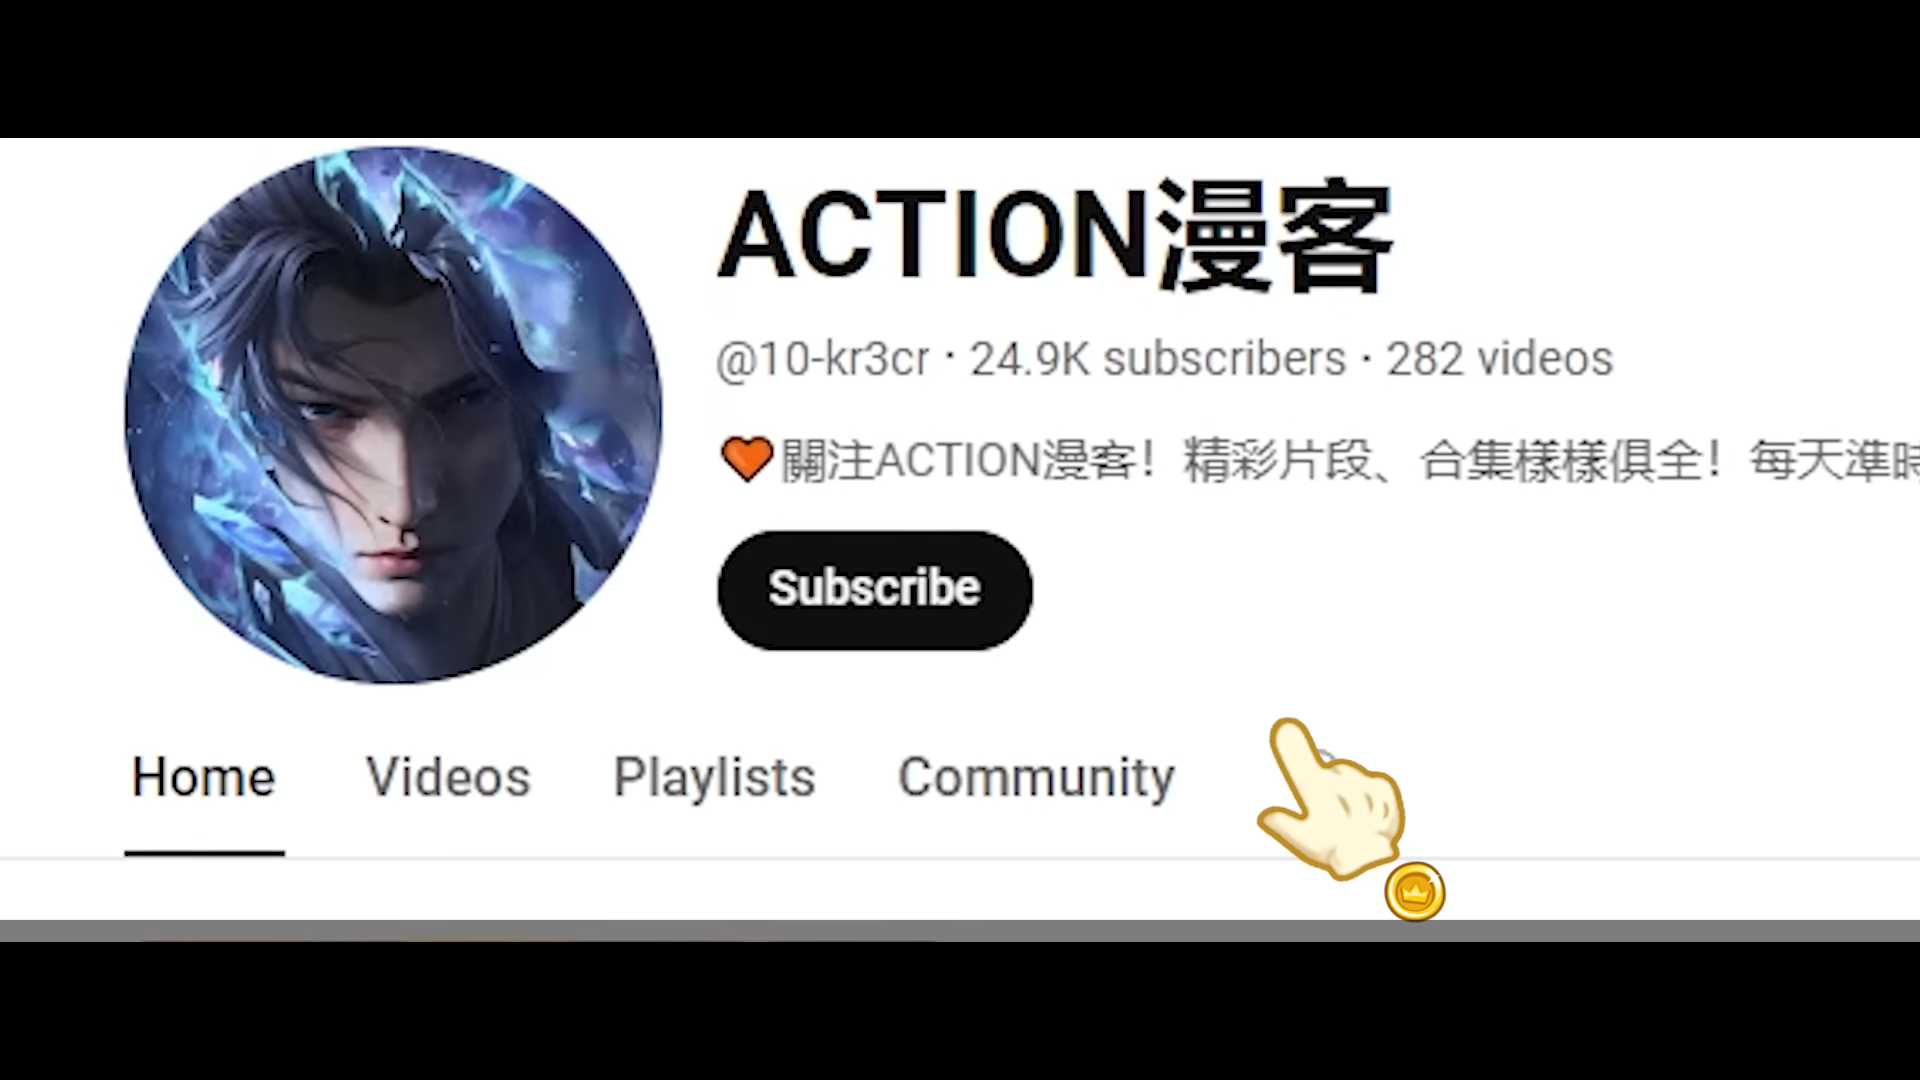 ACTION漫客
@10-kr3cr · 24.9K subscribers · 282 videos
🧡關注ACTION漫客！精彩片段、合集樣樣俱全！每天準時
Subscribe
Home Videos Playlists Community